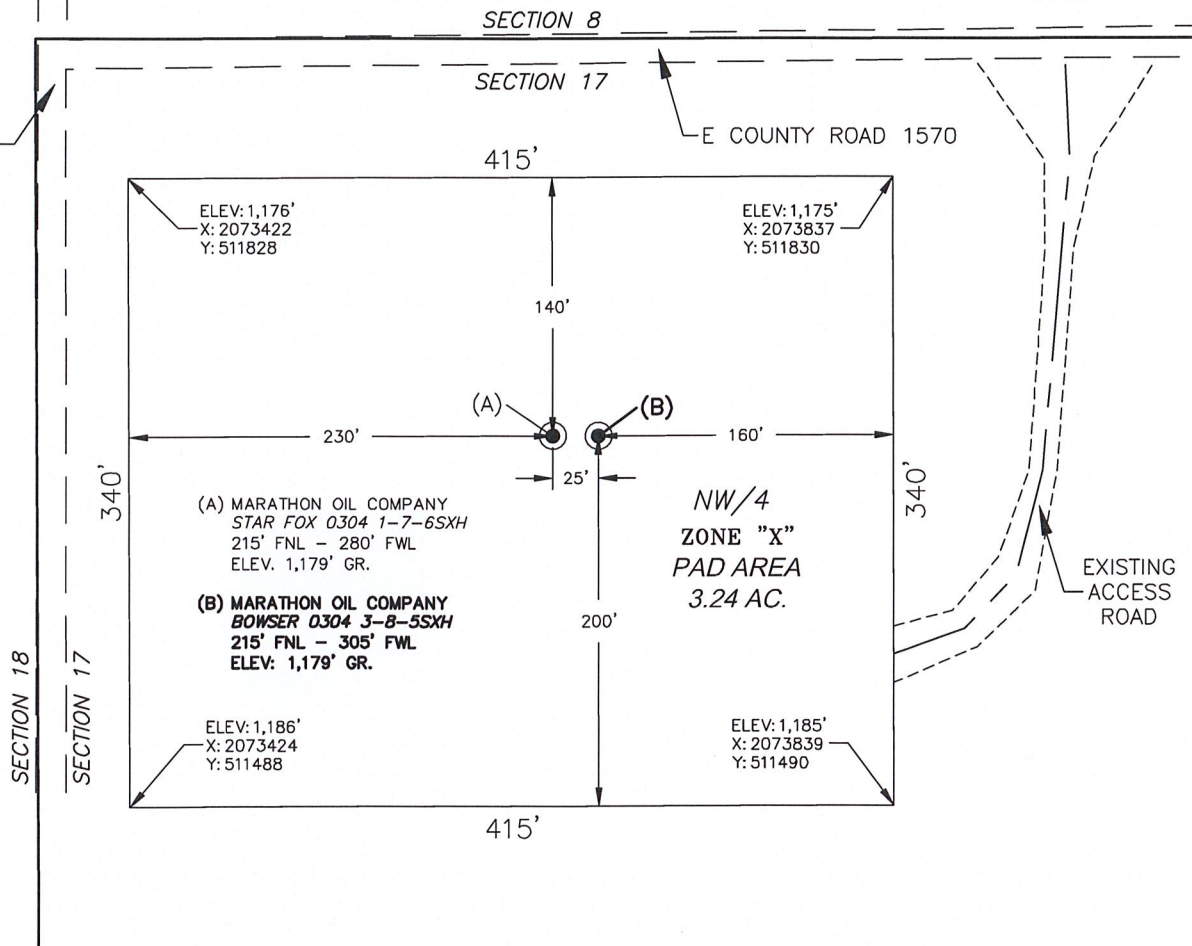 SECTION 8
SECTION 17
E COUNTY ROAD 1570
415'
ELEV: 1,176'
X: 2073422
Y: 511828
ELEV: 1,175'
X: 2073837
Y: 511830
140'
(A)
(B)
230'
160'
25'
340'
340'
(A) MARATHON OIL COMPANY
STAR FOX 0304 1-7-6SXH
215' FNL - 280' FWL
ELEV. 1,179' GR.
NW/4
ZONE "X"
PAD AREA
3.24 AC.
EXISTING
ACCESS
ROAD
(B) MARATHON OIL COMPANY
BOWSER 0304 3-8-5SXH
215' FNL - 305' FWL
ELEV: 1,179' GR.
200'
SECTION 18
SECTION 17
ELEV: 1,186'
X: 2073424
Y: 511488
ELEV: 1,185'
X: 2073839
Y: 511490
415'